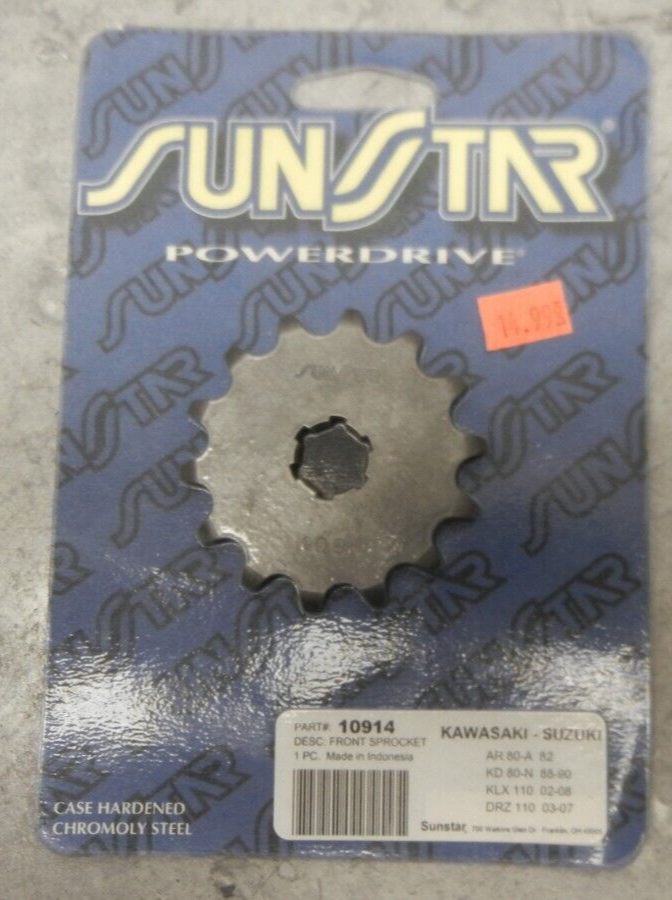 SUNSTAR®
POWERDRIVE®
14.99
SUNSTAR
PART#: 10914
DESC: FRONT SPROCKET
1 PC. Made in Indonesia
KAWASAKI - SUZUKI
AR 80-A 82
KD 80-N 88-90
KLX 110 02-08
DRZ 110 03-07
Sunstar,
CASE HARDENED
CHROMOLY STEEL